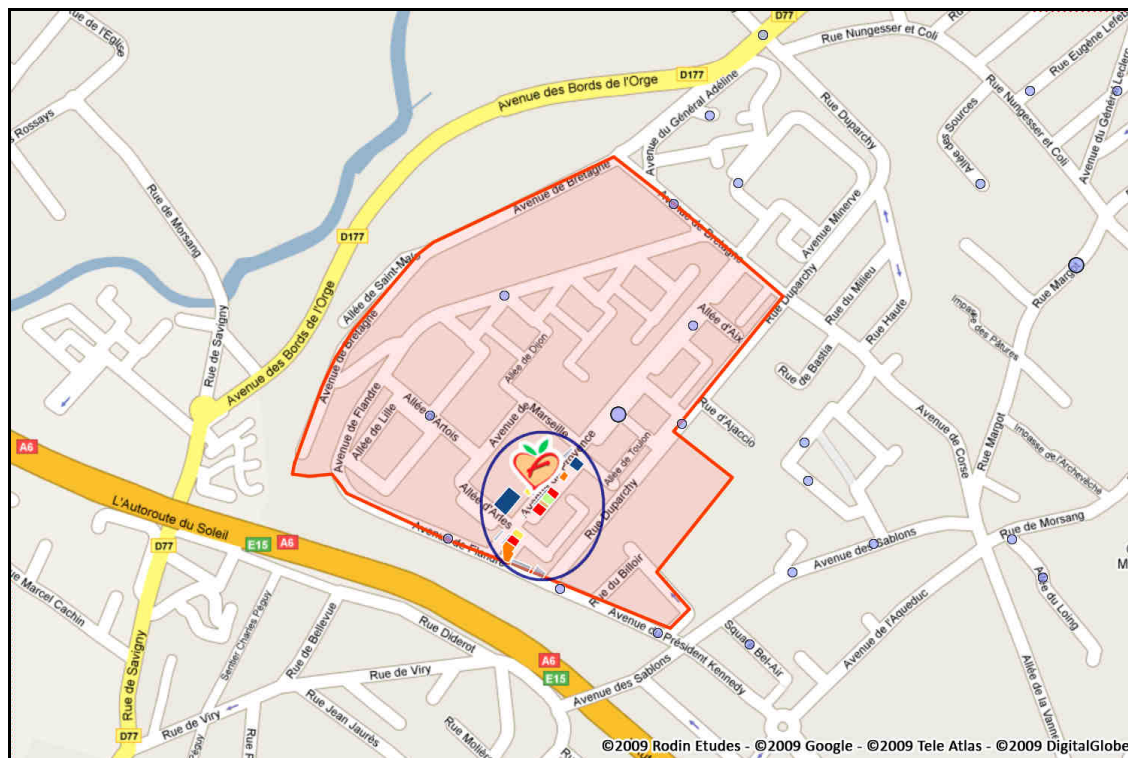 D77
Rue de l'Eglise
Rue Nungesser et Coli
Rue Eugène Lefeb
D177
Avenue des Bords de l'Orge
Avenue du Général Adéline
Rue Duparchy
Rue Nungesser et Coli
Avenue du Général Leclerc
Allée des Sources
Rossays
Rue de Morsang
Avenue de Bretagne
Avenue de Bretagne
Avenue Minerve
D177
Allée de Saint-Malo
Rue Duparchy
Rue du Milieu
Rue Margot
Rue Haute
Impasse des Pâtures
Rue de Savigny
Avenue des Bords de l'Orge
Avenue de Bretagne
Allée d'Aix
Allée de Dijon
Rue de Bastia
Avenue de Flandre
Allée de Lille
Allée d'Artois
Avenue de Marseille
Rue d'Ajaccio
Avenue de Corse
Rue Margot
Impasse de l'Archevêché
A6
Avenue de Provence
Allée de Toulon
Allée d'Arles
Rue Duparchy
L'Autoroute du Soleil
E15
A6
Avenue de Flandre
D77
Avenue des Sablons
Rue de Morsang
Rue Marcel Cachin
Sentier Charles Péguy
Rue de Bellevue
Rue du Billoir
Allée du Loing
Rue de Savigny
Rue Diderot
Avenue du Président Kennedy
Square Bel-Air
Avenue de l'Aqueduc
A6
E15
Rue de Viry
Avenue des Sablons
Allée de la Vanne
D77
Rue de Viry
Péguy
Rue Jean Jaurès
Rue Molière
©2009 Rodin Etudes - ©2009 Google - ©2009 Tele Atlas - ©2009 DigitalGlobe